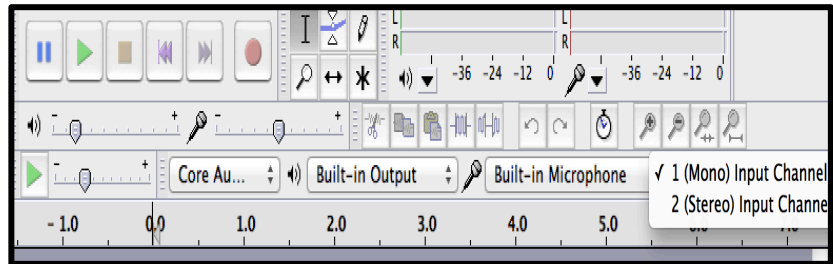 L L
R R
-36 -24 -12 0 -36 -24 -12 0
- + - +
- + Core Au... Built-in Output Built-in Microphone ✓ 1 (Mono) Input Channel
2 (Stereo) Input Channe
- 1.0 0.0 1.0 2.0 3.0 4.0 5.0